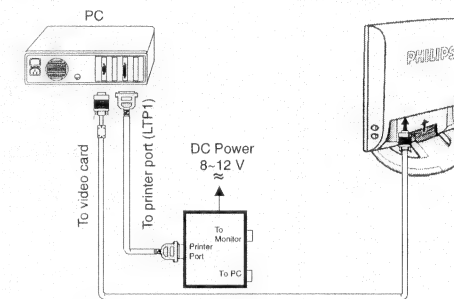 PC
PHILIPS
To video card
To printer port (LTP1)
DC Power
8~12 V
≈
To
Monitor
Printer
Port
To PC